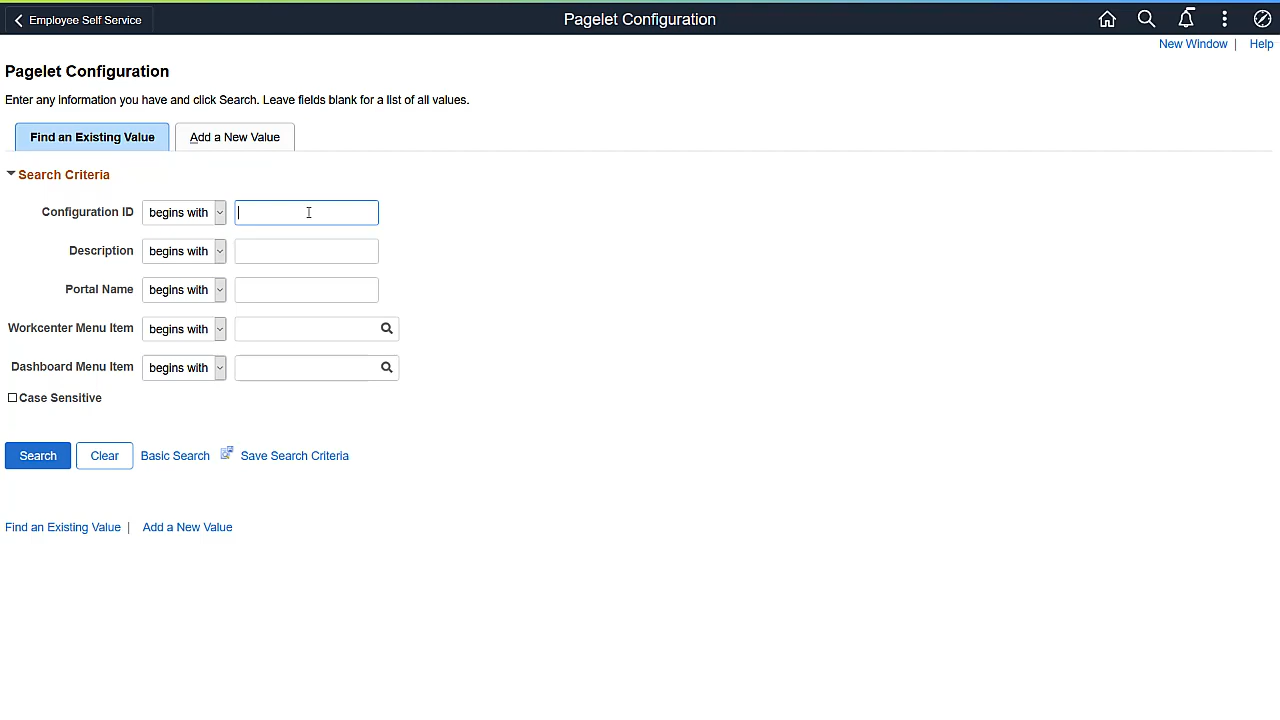 Employee Self Service
Pagelet Configuration
New Window | Help
Pagelet Configuration
Enter any information you have and click Search. Leave fields blank for a list of all values.
Find an Existing Value
Add a New Value
Search Criteria
Configuration ID begins with
Description begins with
Portal Name begins with
Workcenter Menu Item begins with
Dashboard Menu Item begins with
Case Sensitive
Search Clear Basic Search Save Search Criteria
Find an Existing Value | Add a New Value